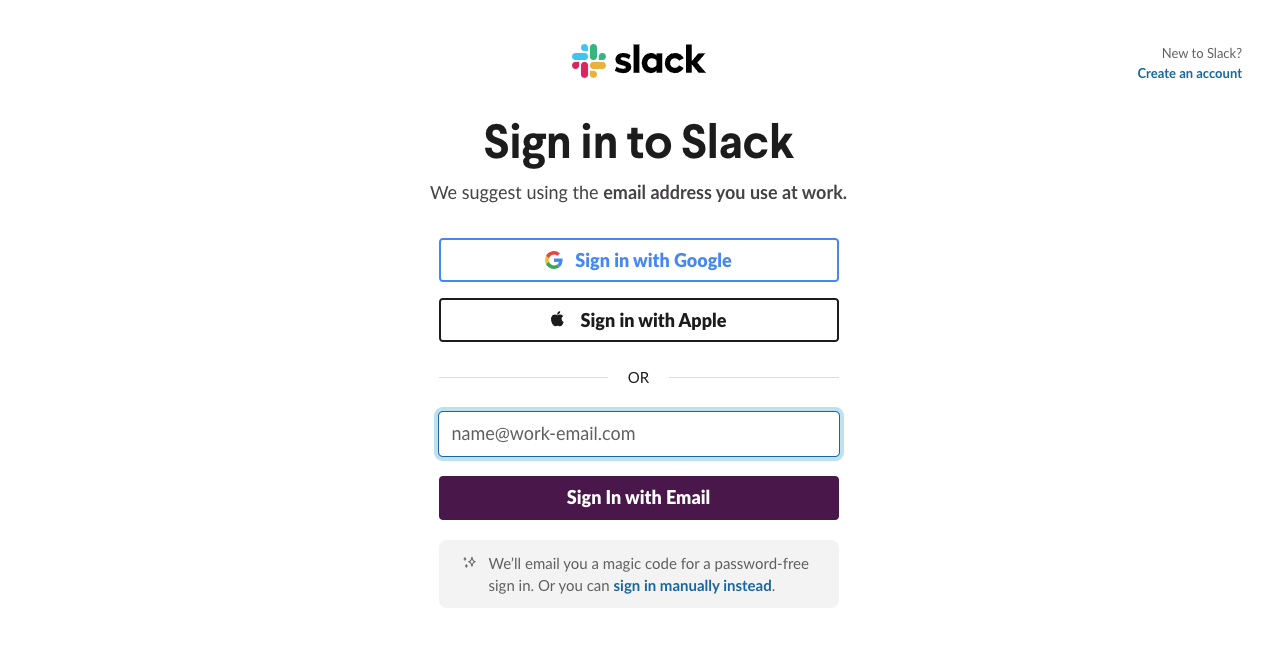 slack
New to Slack?
Create an account
Sign in to Slack
We suggest using the email address you use at work.
Sign in with Google
Sign in with Apple
OR
name@work-email.com
Sign In with Email
We’ll email you a magic code for a password-free
sign in. Or you can sign in manually instead.